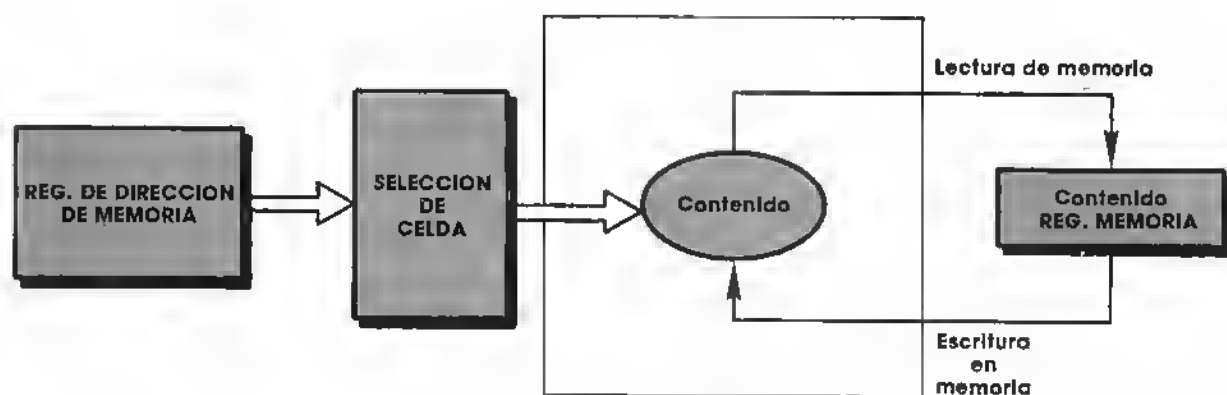 REG. DE DIRECCION
DE MEMORIA
SELECCION
DE
CELDA
Contenido
Lectura de memoria
Contenido
REG. MEMORIA
Escritura
en
memoria